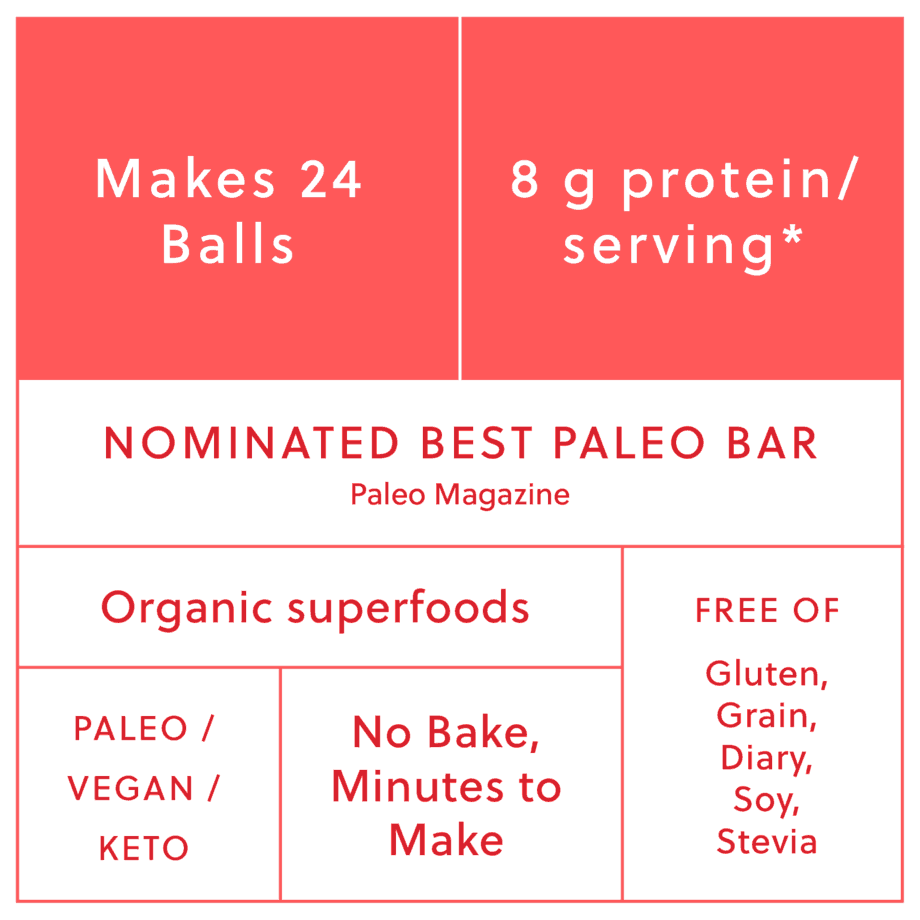 Makes 24
Balls
8 g protein/
serving*
NOMINATED BEST PALEO BAR
Paleo Magazine
Organic superfoods
PALEO /
VEGAN /
KETO
No Bake,
Minutes to
Make
FREE OF
Gluten,
Grain,
Diary,
Soy,
Stevia